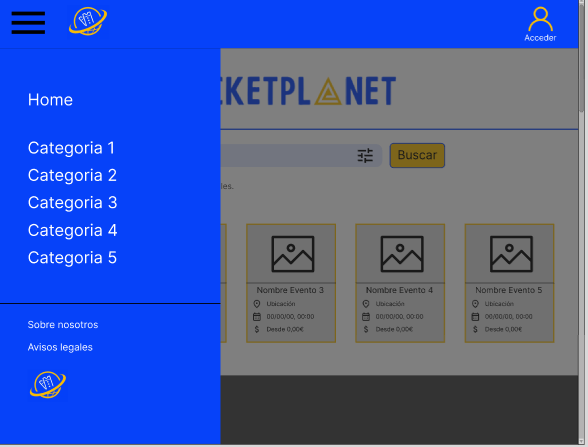 Acceder
Home
Categoria 1
Categoria 2
Categoria 3
Categoria 4
Categoria 5
Sobre nosotros
Avisos legales
KETPLANET
Buscar
es.
Nombre Evento 3
Ubicación
00/00/00, 00:00
Desde 0,00€
Nombre Evento 4
Ubicación
00/00/00, 00:00
Desde 0,00€
Nombre Evento 5
Ubicación
00/00/00, 00:00
Desde 0,00€